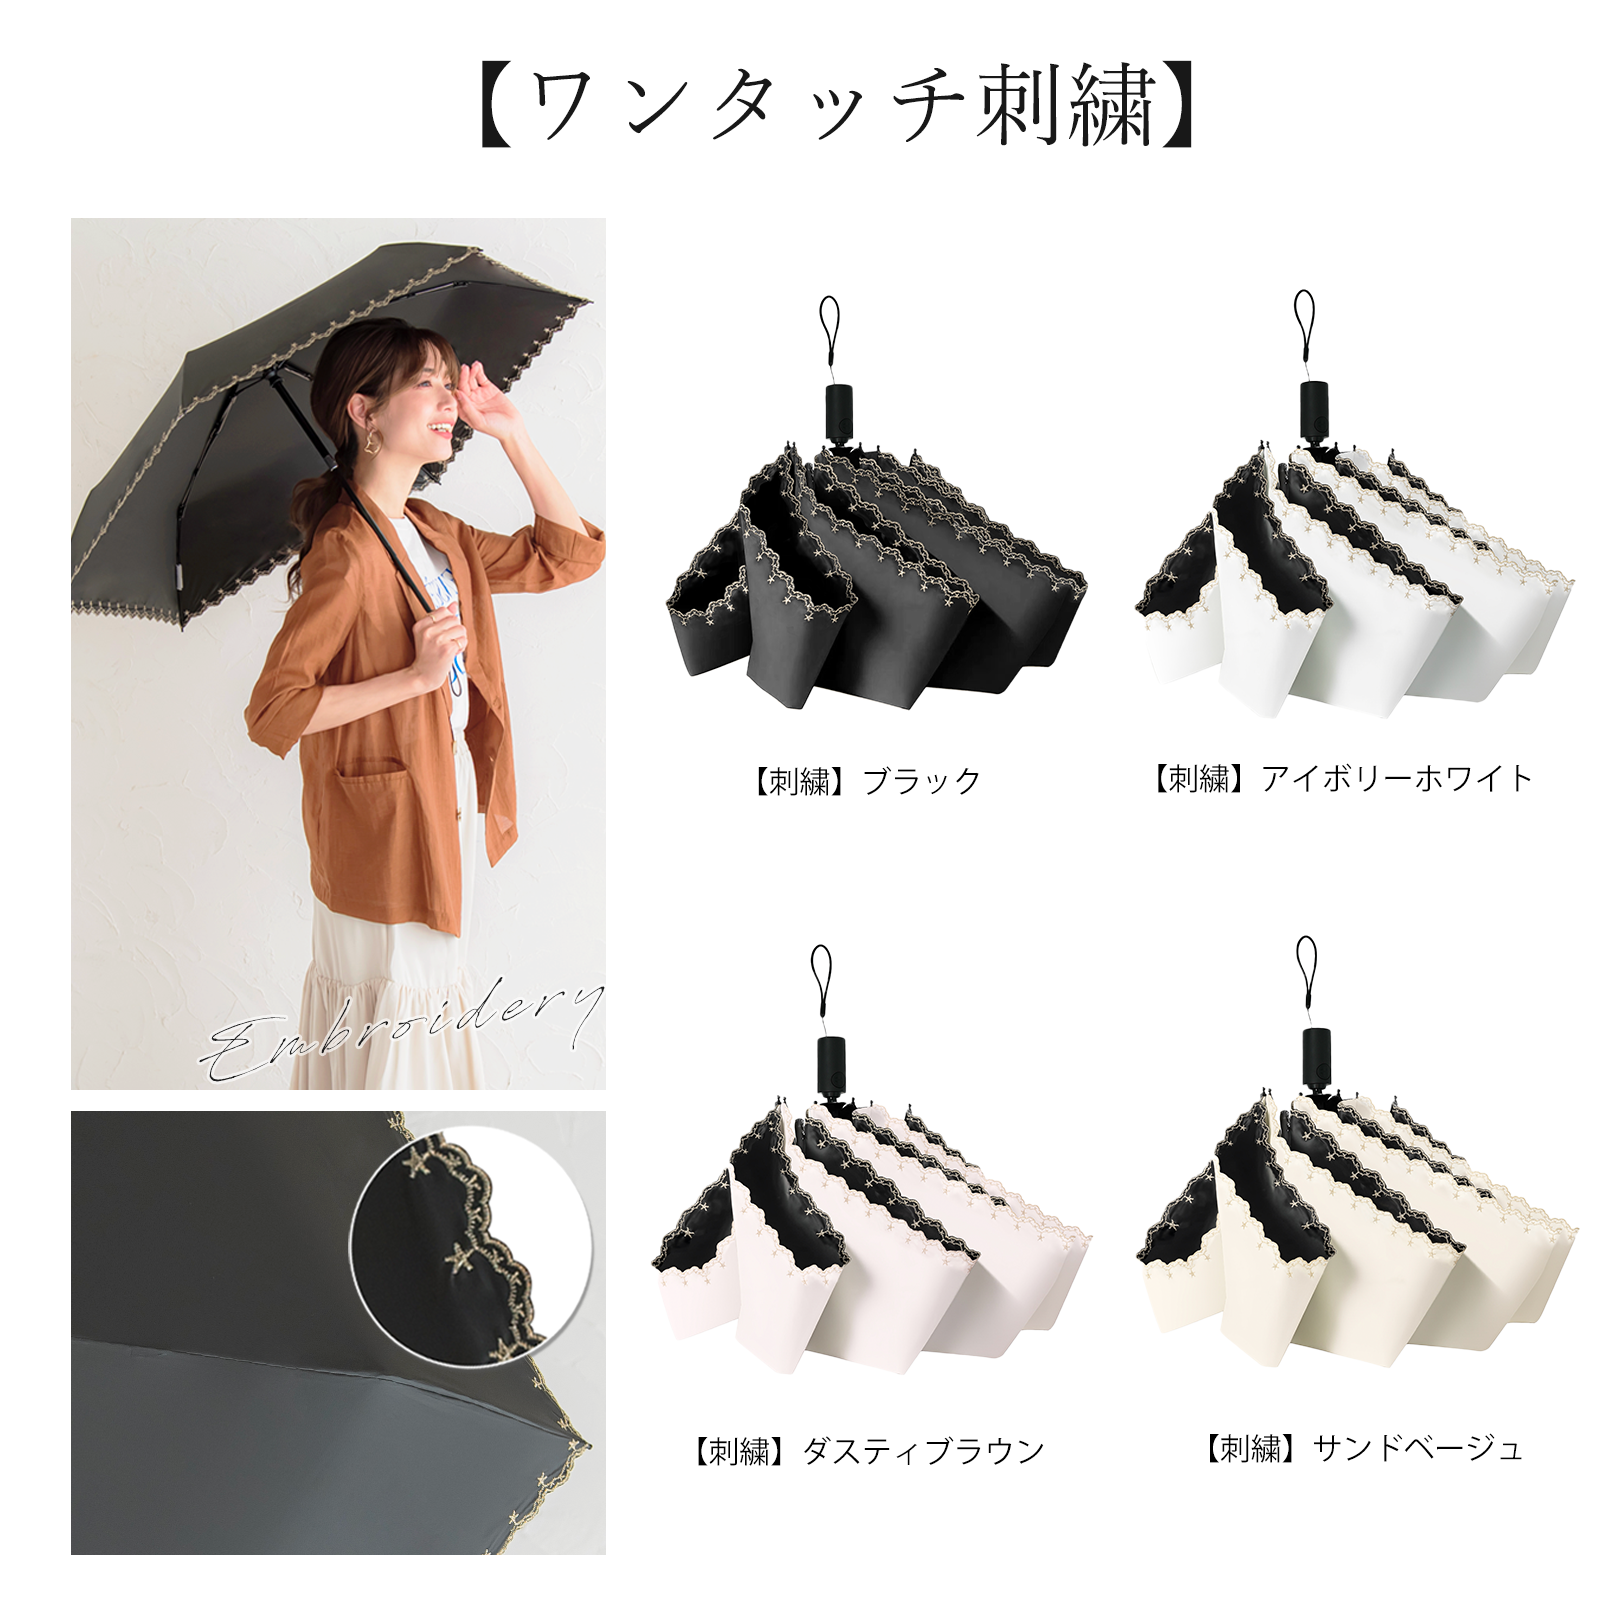 【ワンタッチ刺繍】
Embroidery
【刺繍】ブラック
【刺繍】アイボリーホワイト
【刺繍】ダスティブラウン
【刺繍】サンドベージュ